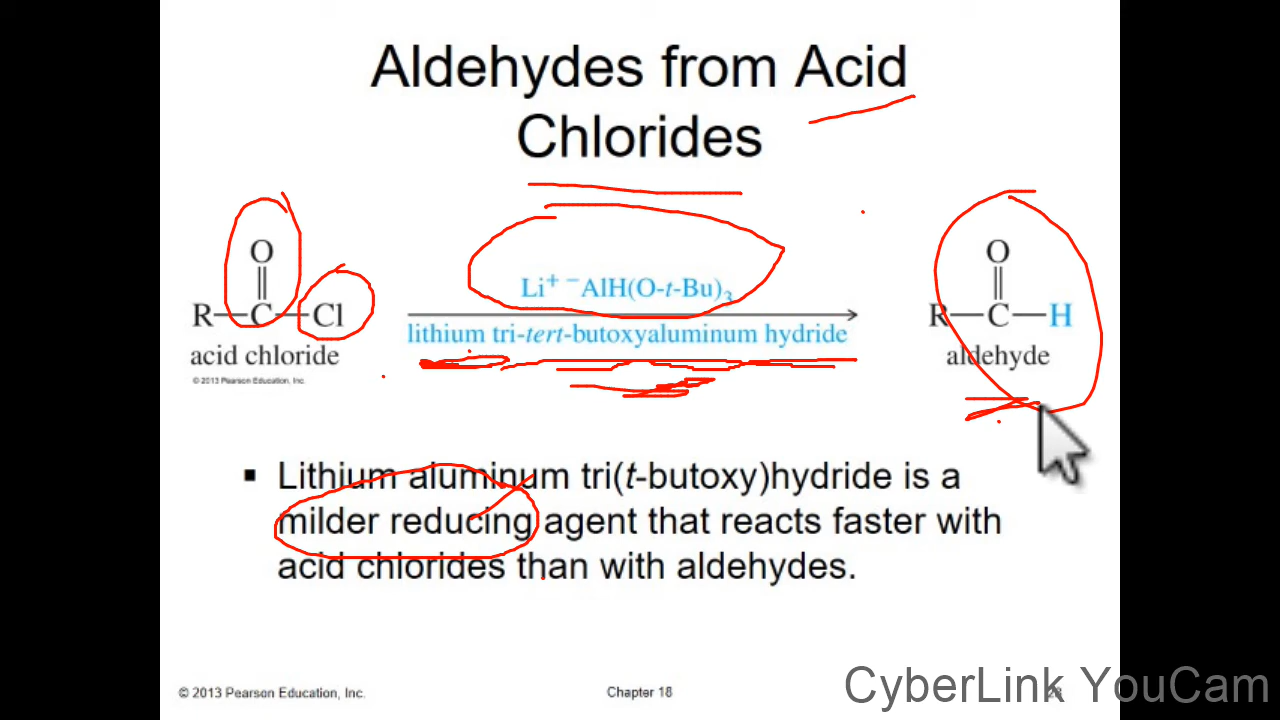 Aldehydes from Acid
Chlorides
O
R—C—Cl
acid chloride
© 2013 Pearson Education, Inc.
Li⁺ ⁻AlH(O-t-Bu)₃
lithium tri-tert-butoxyaluminum hydride
O
R—C—H
aldehyde
▪ Lithium aluminum tri(t-butoxy)hydride is a
milder reducing agent that reacts faster with
acid chlorides than with aldehydes.
© 2013 Pearson Education, Inc.
Chapter 18
CyberLink YouCam